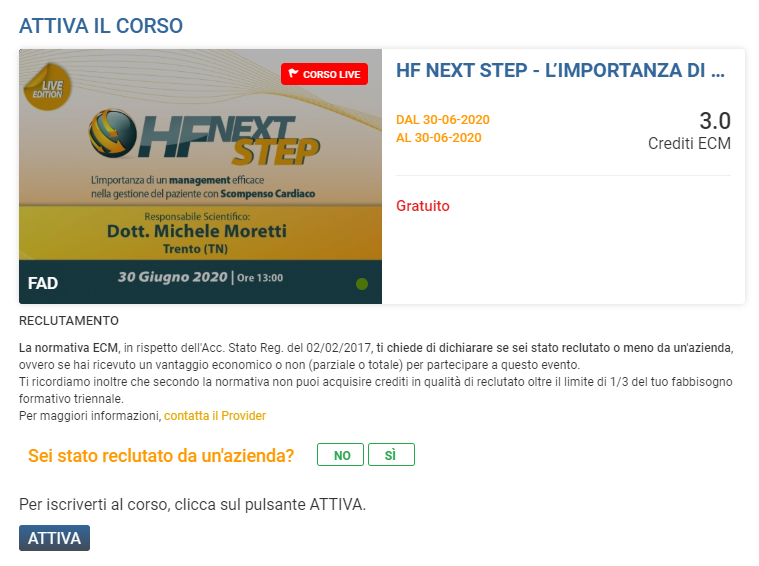 ATTIVA IL CORSO
LIVE
EDITION
CORSO LIVE
HF NEXT
STEP
L'importanza di un management efficace
nella gestione del paziente con Scompenso Cardiaco
Responsabile Scientifico:
Dott. Michele Moretti
Trento (TN)
30 Giugno 2020 | Ore 13:00
FAD
HF NEXT STEP - L’IMPORTANZA DI ...
DAL 30-06-2020
AL 30-06-2020
3.0
Crediti ECM
Gratuito
RECLUTAMENTO
La normativa ECM, in rispetto dell'Acc. Stato Reg. del 02/02/2017, ti chiede di dichiarare se sei stato reclutato o meno da un'azienda,
ovvero se hai ricevuto un vantaggio economico o non (parziale o totale) per partecipare a questo evento.
Ti ricordiamo inoltre che secondo la normativa non puoi acquisire crediti in qualità di reclutato oltre il limite di 1/3 del tuo fabbisogno
formativo triennale.
Per maggiori informazioni, contatta il Provider
Sei stato reclutato da un'azienda? NO SÌ
Per iscriverti al corso, clicca sul pulsante ATTIVA.
ATTIVA